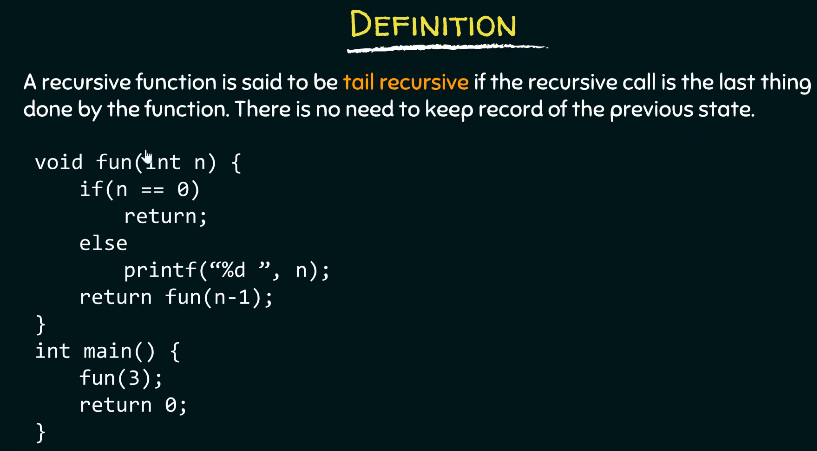 DEFINITION
A recursive function is said to be tail recursive if the recursive call is the last thing
done by the function. There is no need to keep record of the previous state.
void fun(int n) {
    if(n == 0)
        return;
    else
        printf(“%d ”, n);
    return fun(n-1);
}
int main() {
    fun(3);
    return 0;
}